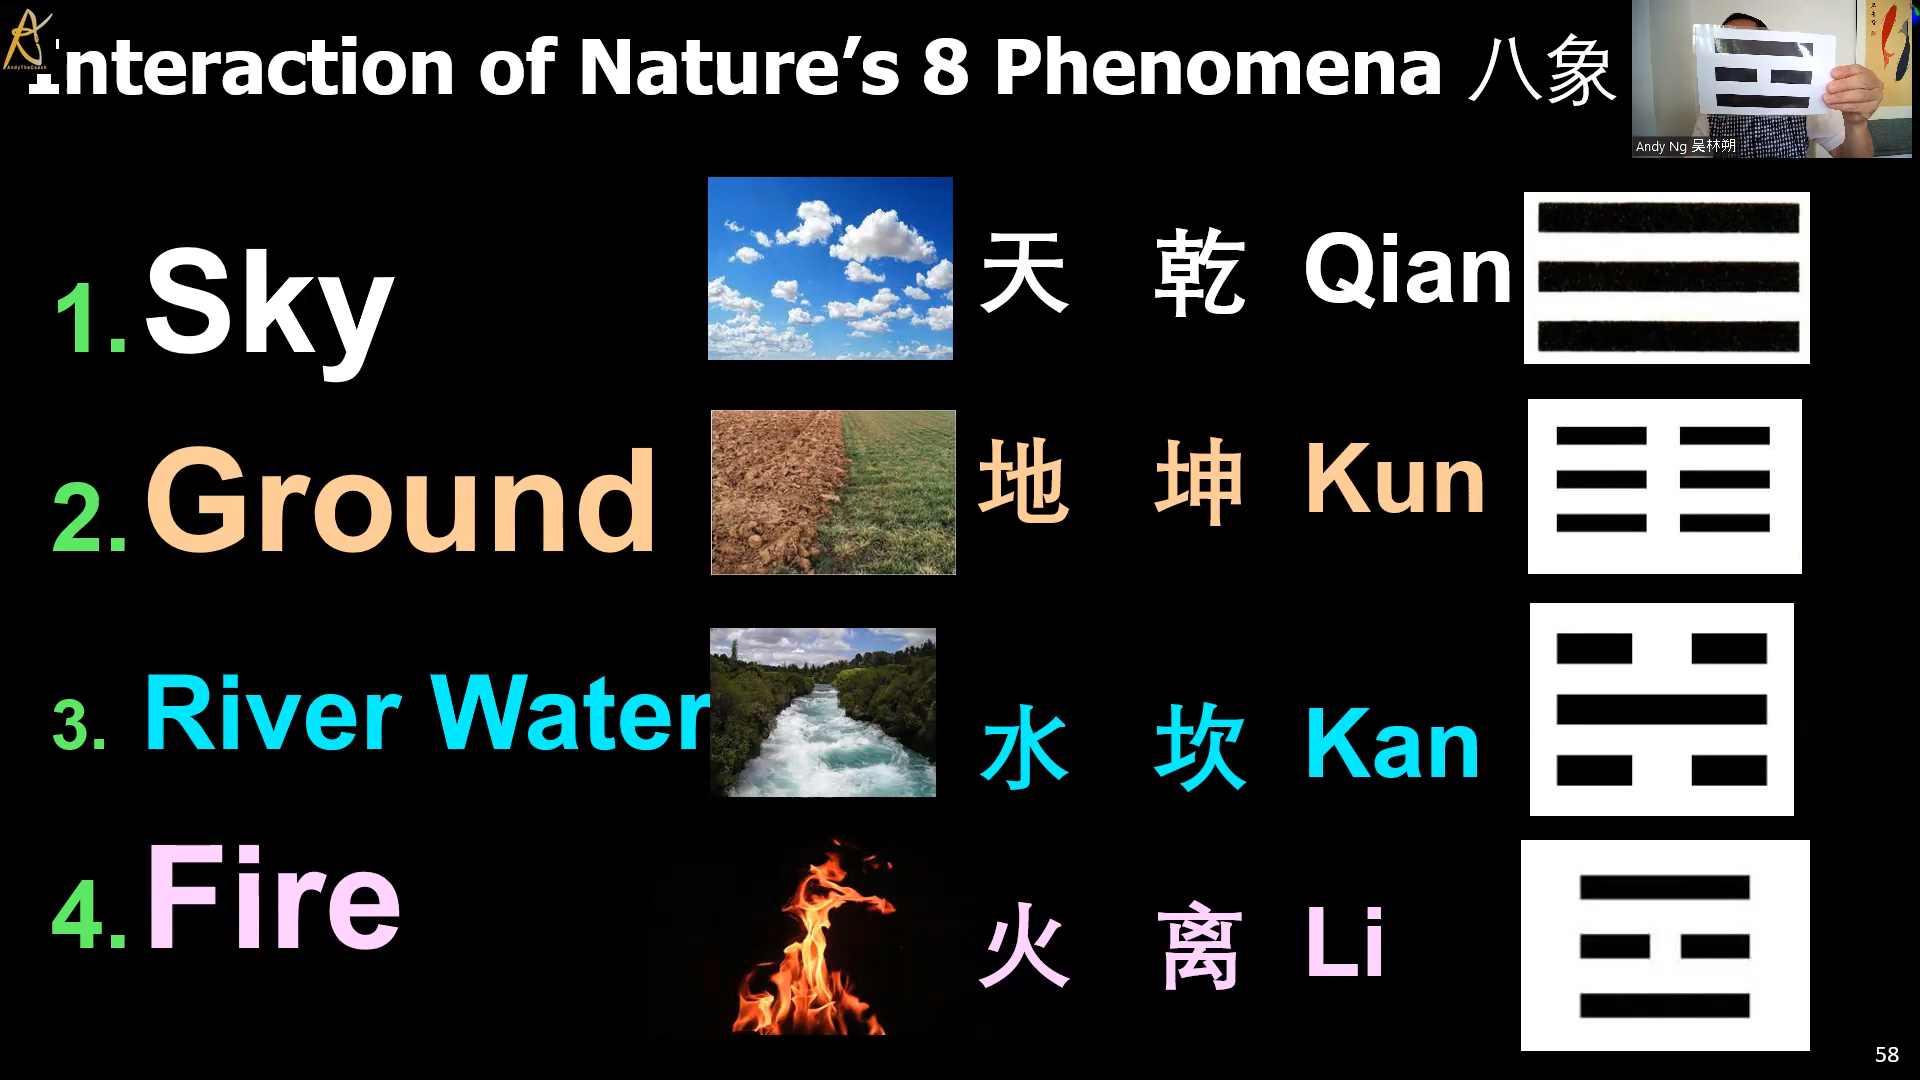 Interaction of Nature’s 8 Phenomena 八象
Andy Ng 吴林朔
1. Sky 天 乾 Qian
2. Ground 地 坤 Kun
3. River Water 水 坎 Kan
4. Fire 火 离 Li
58